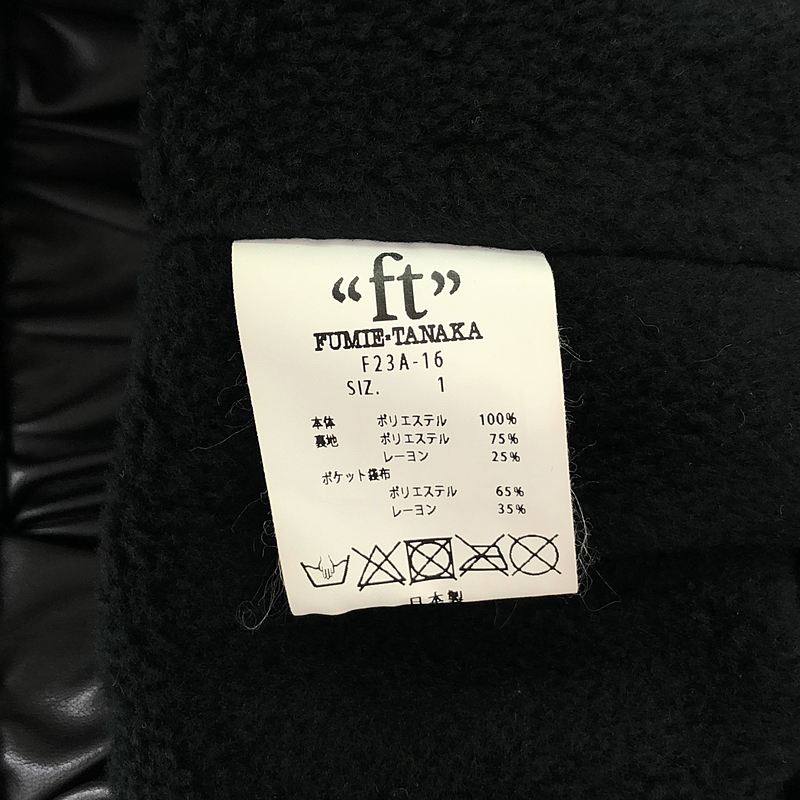 “ft”
FUMIE=TANAKA
F23A-16
SIZ. 1
本体 ポリエステル 100%
裏地 ポリエステル 75%
レーヨン 25%
ポケット袋布
ポリエステル 65%
レーヨン 35%
日本製